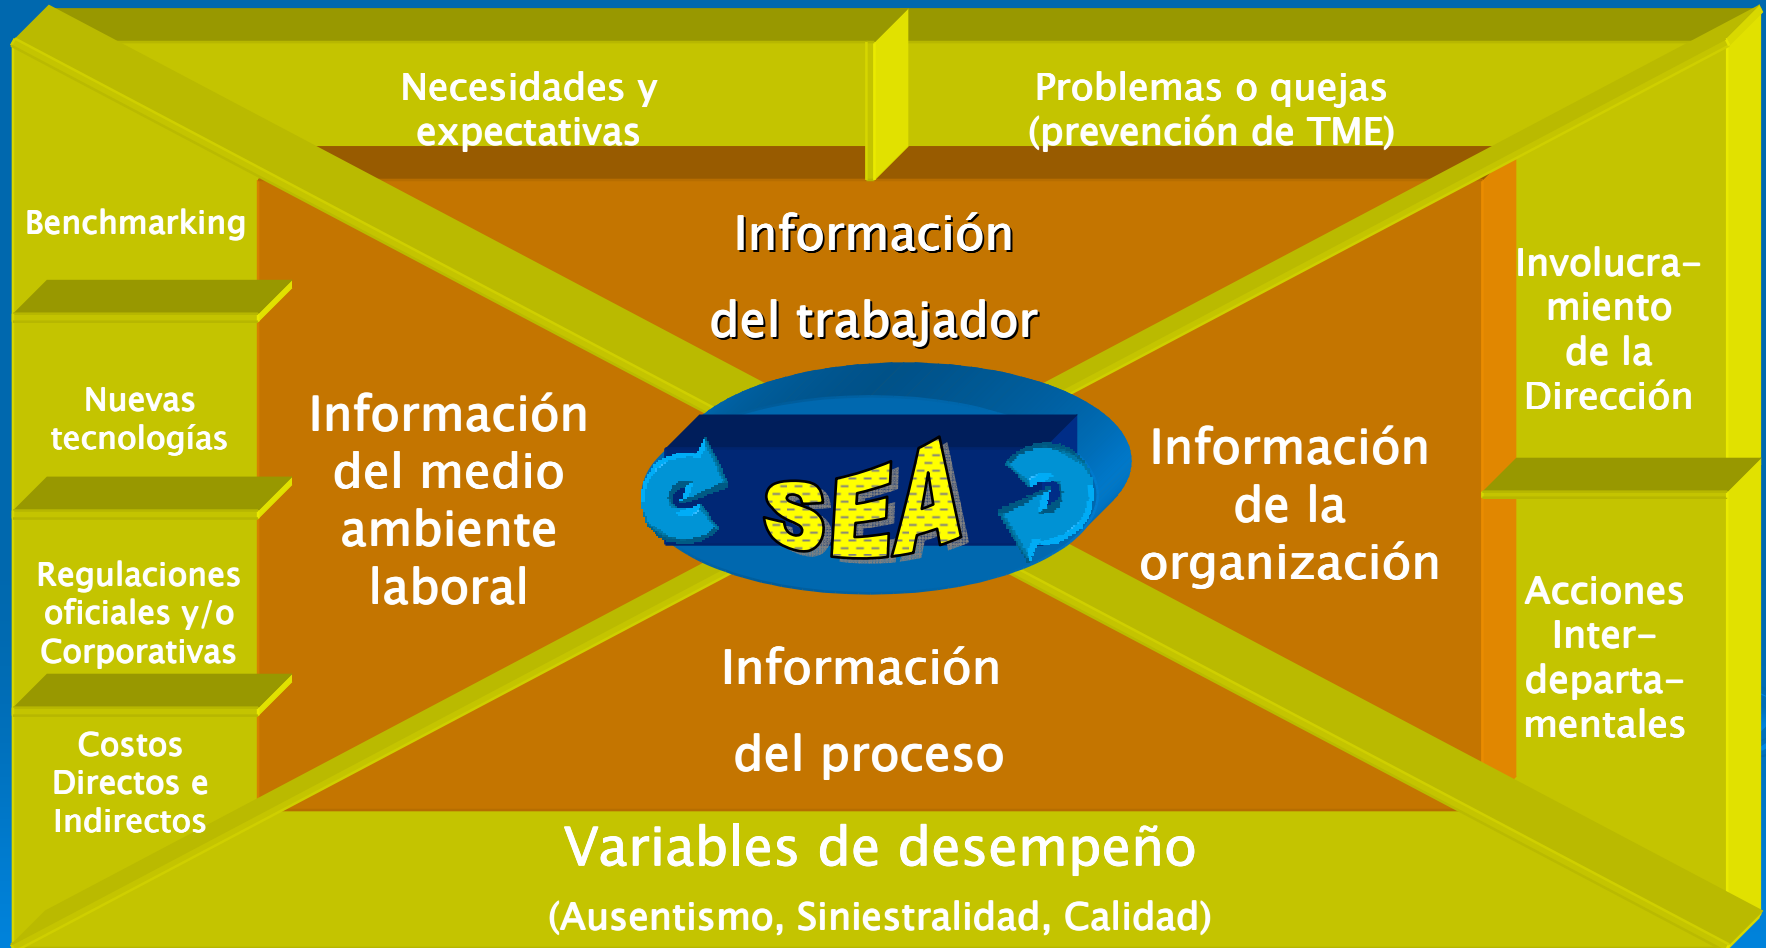 Necesidades y
expectativas
Problemas o quejas
(prevención de TME)
Benchmarking
Nuevas
tecnologías
Regulaciones
oficiales y/o
Corporativas
Costos
Directos e
Indirectos
Información
del trabajador
Información
del medio
ambiente
laboral
SEA
Información
de la
organización
Información
del proceso
Involucra-
miento
de la
Dirección
Acciones
Inter-
departa-
mentales
Variables de desempeño
(Ausentismo, Siniestralidad, Calidad)